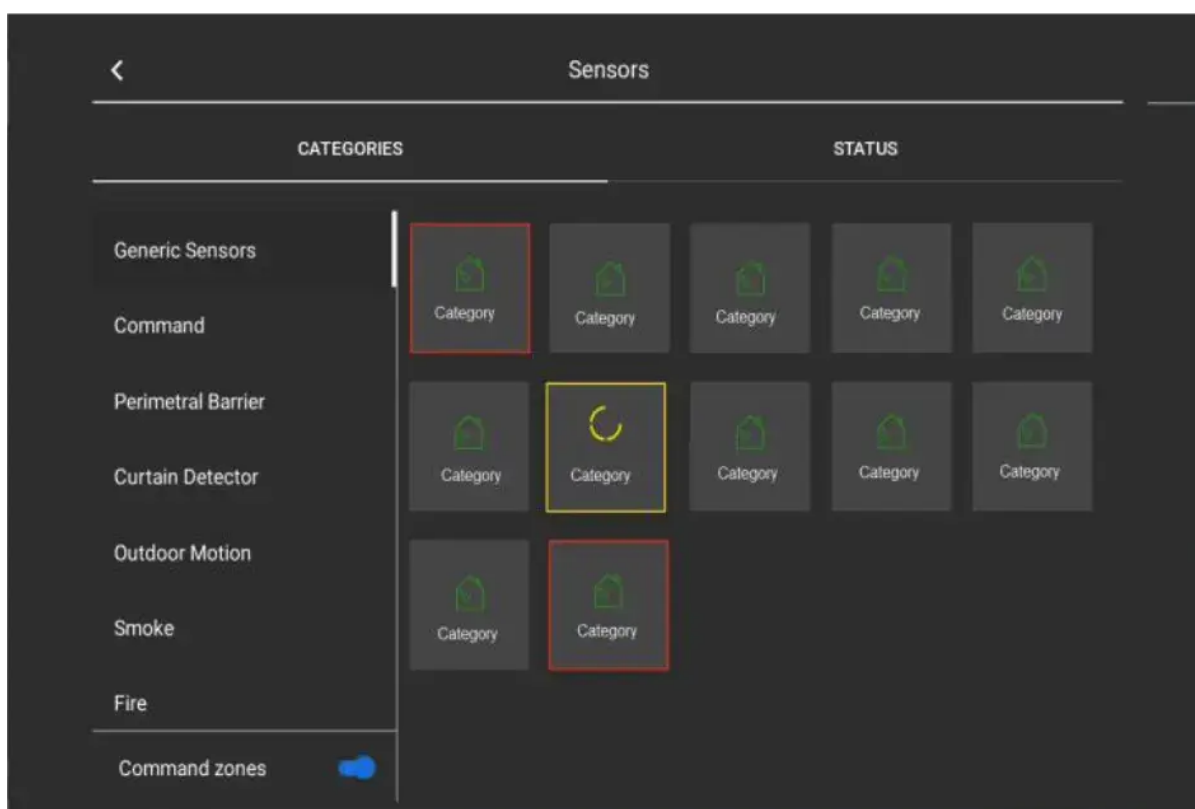 Sensors
CATEGORIES
STATUS
Generic Sensors
Command
Perimetral Barrier
Curtain Detector
Outdoor Motion
Smoke
Fire
Command zones
Category
Category
Category
Category
Category
Category
Category
Category
Category
Category
Category
Category